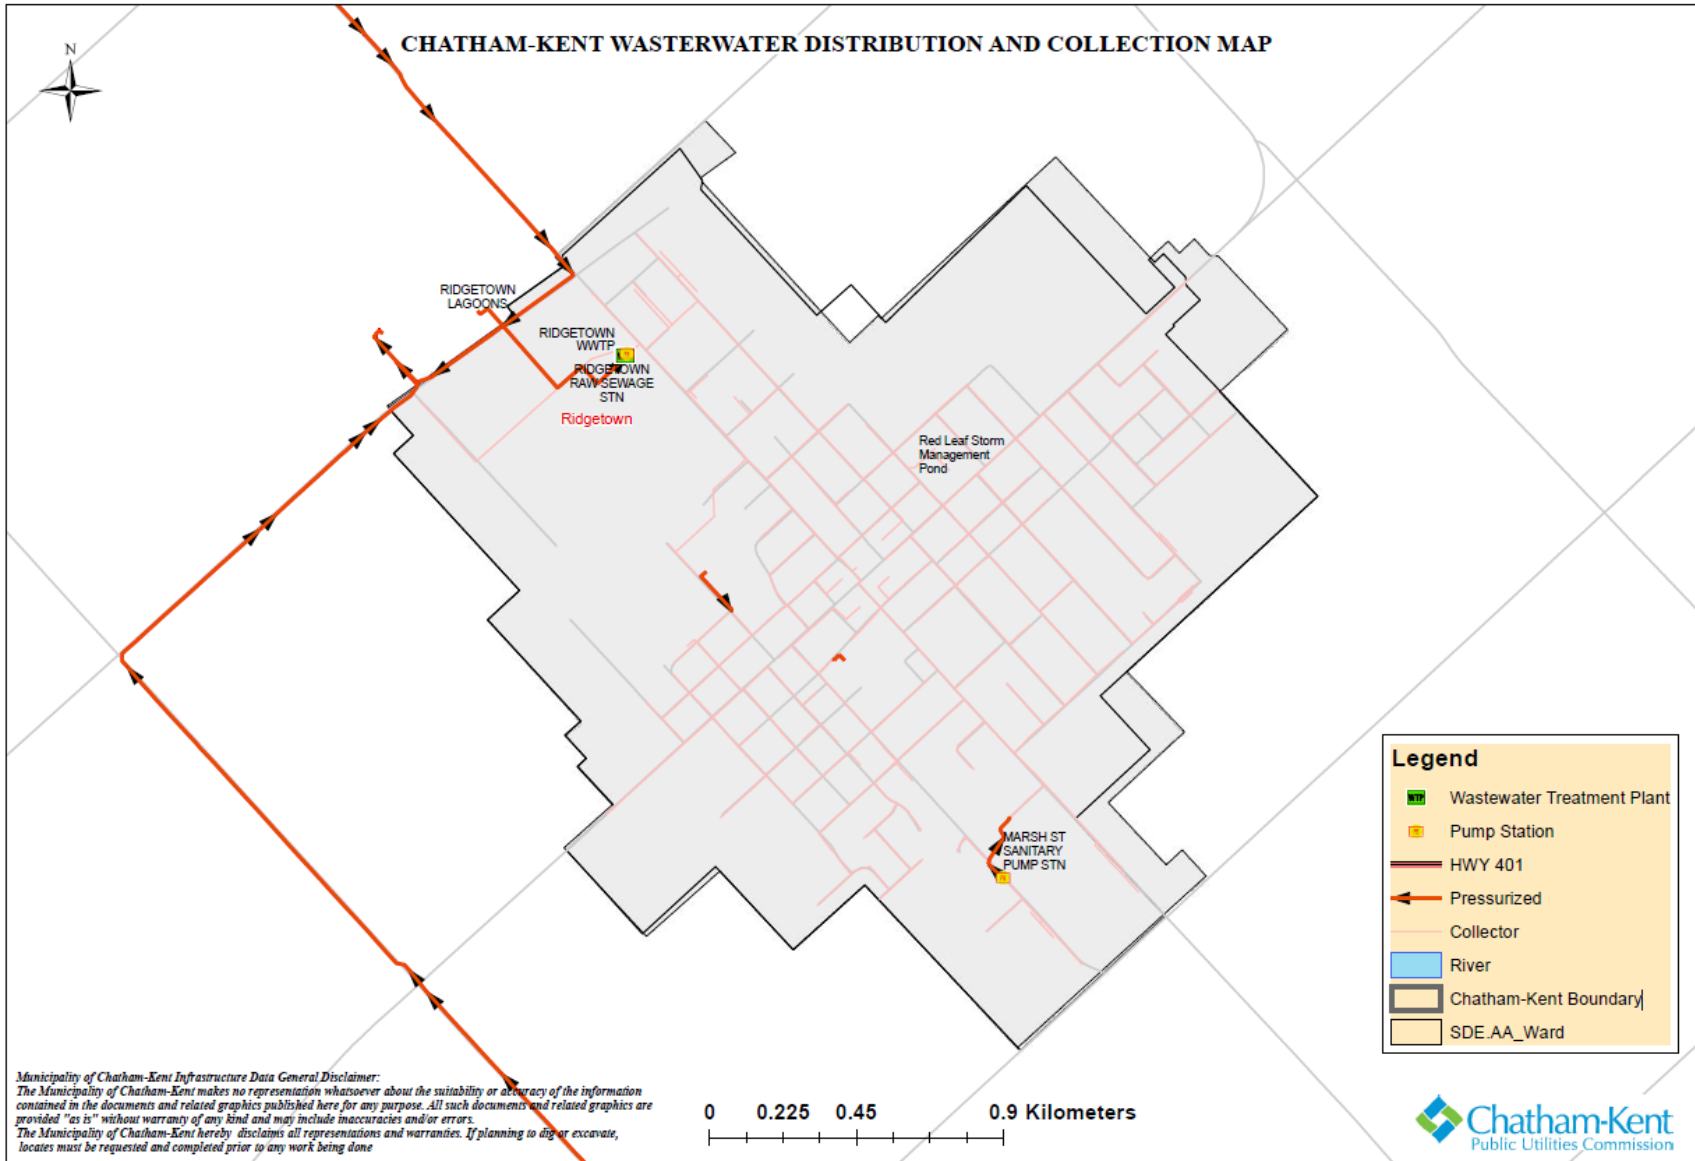 CHATHAM-KENT WASTERWATER DISTRIBUTION AND COLLECTION MAP
N
RIDGETOWN
LAGOONS
RIDGETOWN
WWTP
RIDGETOWN
RAW SEWAGE
STN
Ridgetown
Red Leaf Storm
Management
Pond
MARSH ST
SANITARY
PUMP STN
Legend
WTP Wastewater Treatment Plant
Pump Station
HWY 401
Pressurized
Collector
River
Chatham-Kent Boundary
SDE.AA_Ward
Municipality of Chatham-Kent Infrastructure Data General Disclaimer:
The Municipality of Chatham-Kent makes no representation whatsoever about the suitability or accuracy of the information
contained in the documents and related graphics published here for any purpose. All such documents and related graphics are
provided "as is" without warranty of any kind and may include inaccuracies and/or errors.
The Municipality of Chatham-Kent hereby disclaims all representations and warranties. If planning to dig or excavate,
locates must be requested and completed prior to any work being done
0 0.225 0.45 0.9 Kilometers
Chatham-Kent
Public Utilities Commission